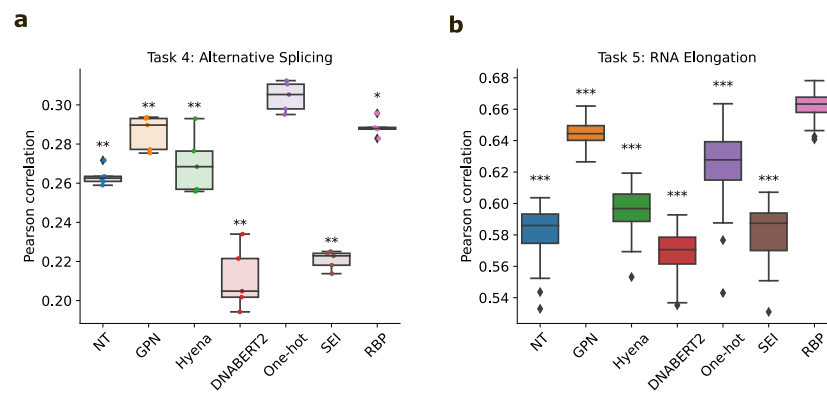 a
Task 4: Alternative Splicing
Pearson correlation
0.30
0.28
0.26
0.24
0.22
0.20
**
**
**
**
**
*
NT
GPN
Hyena
DNABERT2
One-hot
SEI
RBP
b
Task 5: RNA Elongation
Pearson correlation
0.68
0.66
0.64
0.62
0.60
0.58
0.56
0.54
***
***
***
***
***
***
NT
GPN
Hyena
DNABERT2
One-hot
SEI
RBP